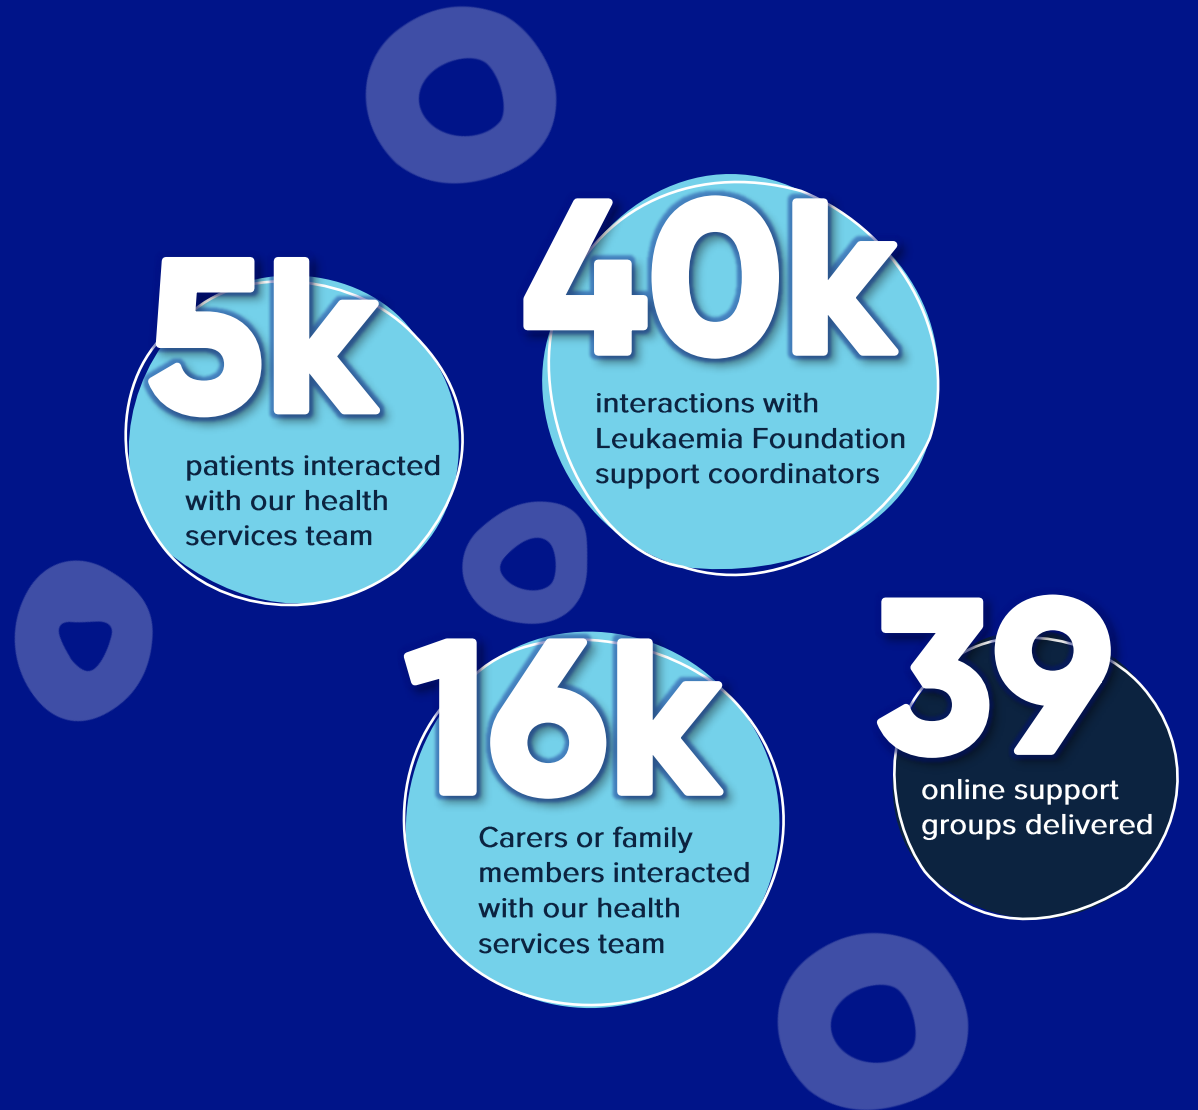 5k
patients interacted
with our health
services team
40k
interactions with
Leukaemia Foundation
support coordinators
16k
Carers or family
members interacted
with our health
services team
39
online support
groups delivered